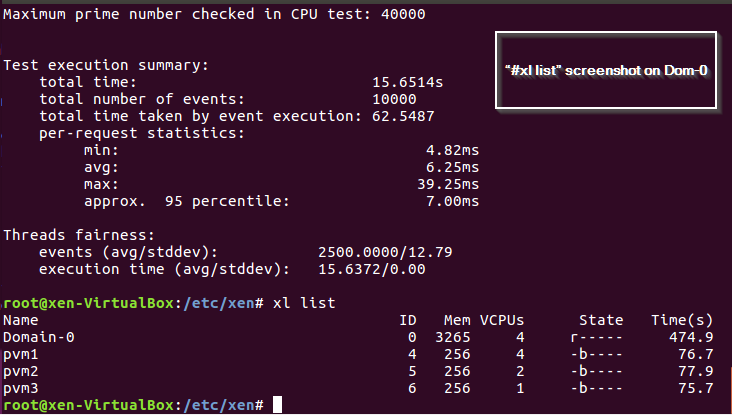 Maximum prime number checked in CPU test: 40000
"#xl list" screenshot on Dom-0
Test execution summary:
total time: 15.6514s
total number of events: 10000
total time taken by event execution: 62.5487
per-request statistics:
min: 4.82ms
avg: 6.25ms
max: 39.25ms
approx. 95 percentile: 7.00ms
Threads fairness:
events (avg/stddev): 2500.0000/12.79
execution time (avg/stddev): 15.6372/0.00
root@xen-VirtualBox:/etc/xen# xl list
Name ID Mem VCPUs State Time(s)
Domain-0 0 3265 4 r----- 474.9
pvm1 4 256 4 -b---- 76.7
pvm2 5 256 2 -b---- 77.9
pvm3 6 256 1 -b---- 75.7
root@xen-VirtualBox:/etc/xen#